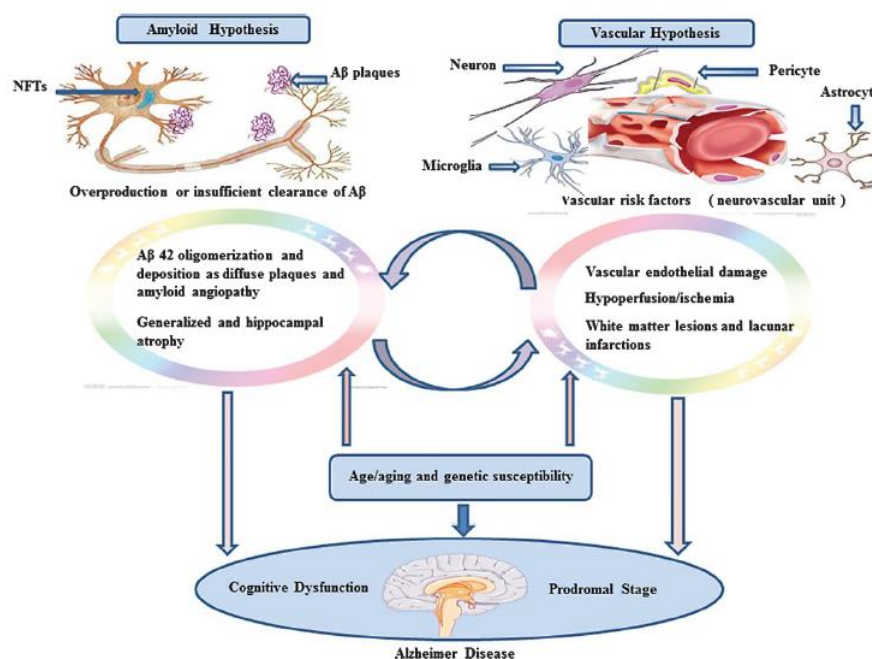 Amyloid Hypothesis
Vascular Hypothesis
NFTs
Aβ plaques
Neuron
Pericyte
Astrocyt
Microglia
Overproduction or insufficient clearance of Aβ
Vascular risk factors ( neurovascular unit )
Aβ 42 oligomerization and
deposition as diffuse plaques and
amyloid angiopathy
Generalized and hippocampal
atrophy
Vascular endothelial damage
Hypoperfusion/ischemia
White matter lesions and lacunar
infarctions
Age/aging and genetic susceptibility
Cognitive Dysfunction
Prodromal Stage
Alzheimer Disease